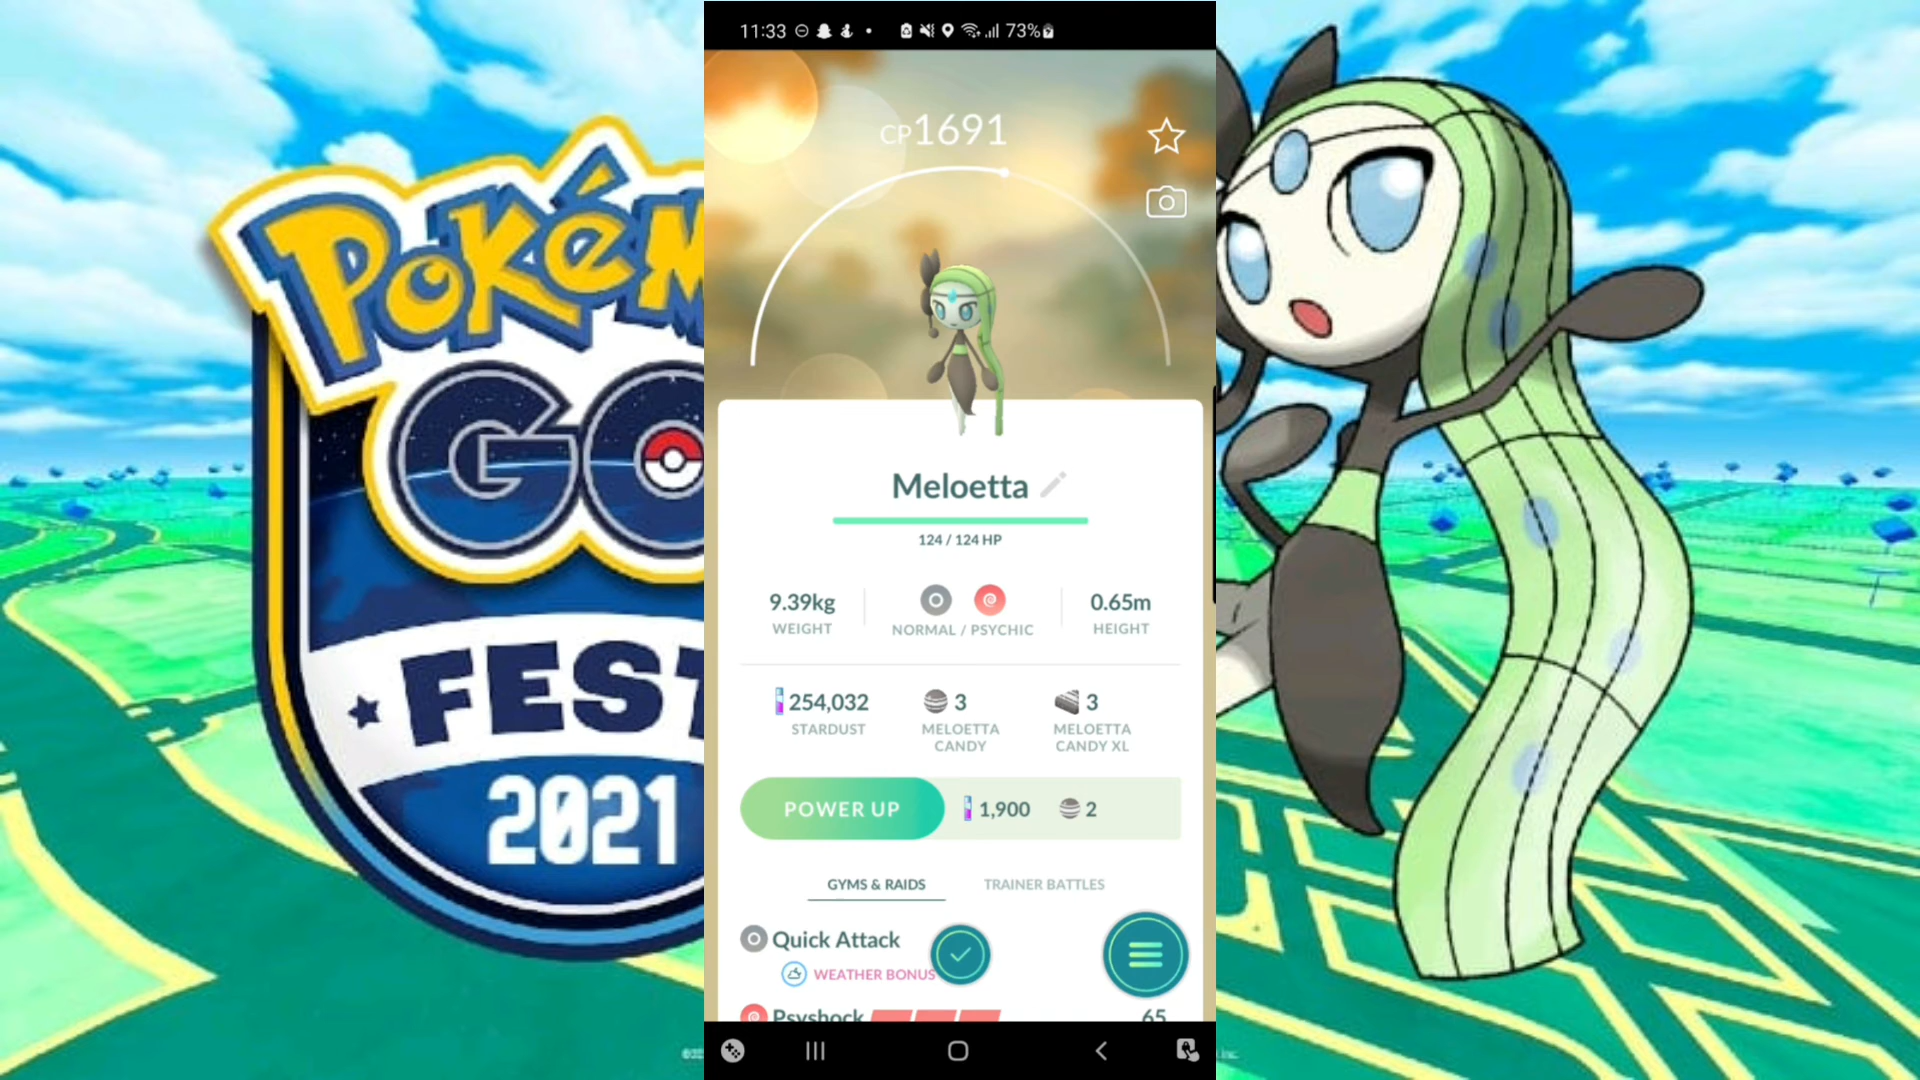 11:33
73%
CP1691
POKÉM
GO
FEST
2021
Meloetta
124 / 124 HP
9.39kg
WEIGHT
NORMAL / PSYCHIC
0.65m
HEIGHT
254,032
STARDUST
3
MELOETTA
CANDY
3
MELOETTA
CANDY XL
POWER UP
1,900
2
GYMS & RAIDS
TRAINER BATTLES
Quick Attack
WEATHER BONUS
Psyshock
65